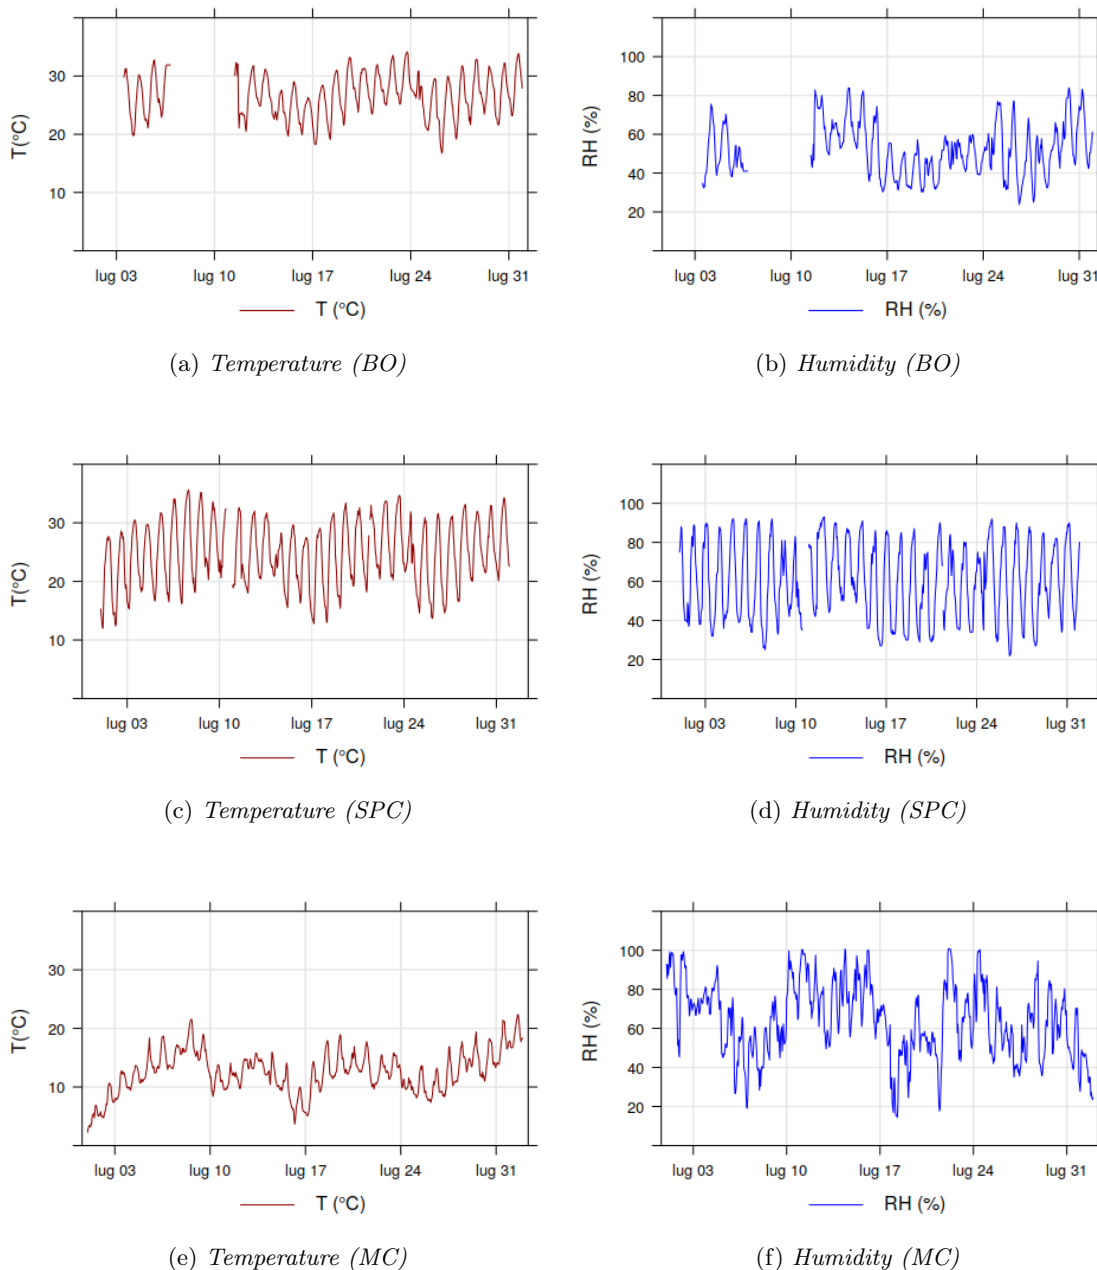 T(°C)
30
20
10
lug 03 lug 10 lug 17 lug 24 lug 31
T (°C)
(a) Temperature (BO)
RH (%)
100
80
60
40
20
lug 03 lug 10 lug 17 lug 24 lug 31
RH (%)
(b) Humidity (BO)
T(°C)
30
20
10
lug 03 lug 10 lug 17 lug 24 lug 31
T (°C)
(c) Temperature (SPC)
RH (%)
100
80
60
40
20
lug 03 lug 10 lug 17 lug 24 lug 31
RH (%)
(d) Humidity (SPC)
T(°C)
30
20
10
lug 03 lug 10 lug 17 lug 24 lug 31
T (°C)
(e) Temperature (MC)
RH (%)
100
80
60
40
20
lug 03 lug 10 lug 17 lug 24 lug 31
RH (%)
(f) Humidity (MC)